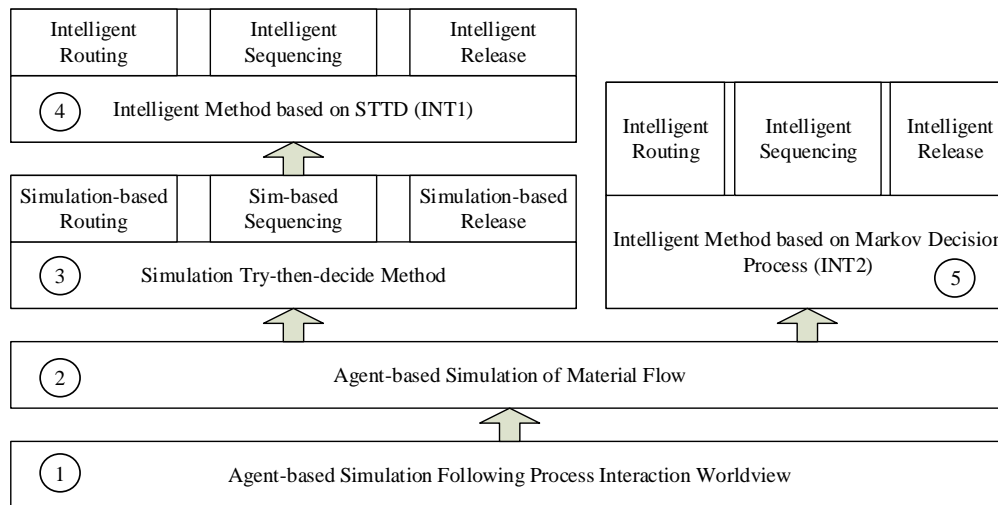 Intelligent Routing
Intelligent Sequencing
Intelligent Release
4
Intelligent Method based on STTD (INT1)
Simulation-based Routing
Sim-based Sequencing
Simulation-based Release
3
Simulation Try-then-decide Method
Intelligent Routing
Intelligent Sequencing
Intelligent Release
Intelligent Method based on Markov Decision
Process (INT2)
5
2
Agent-based Simulation of Material Flow
1
Agent-based Simulation Following Process Interaction Worldview